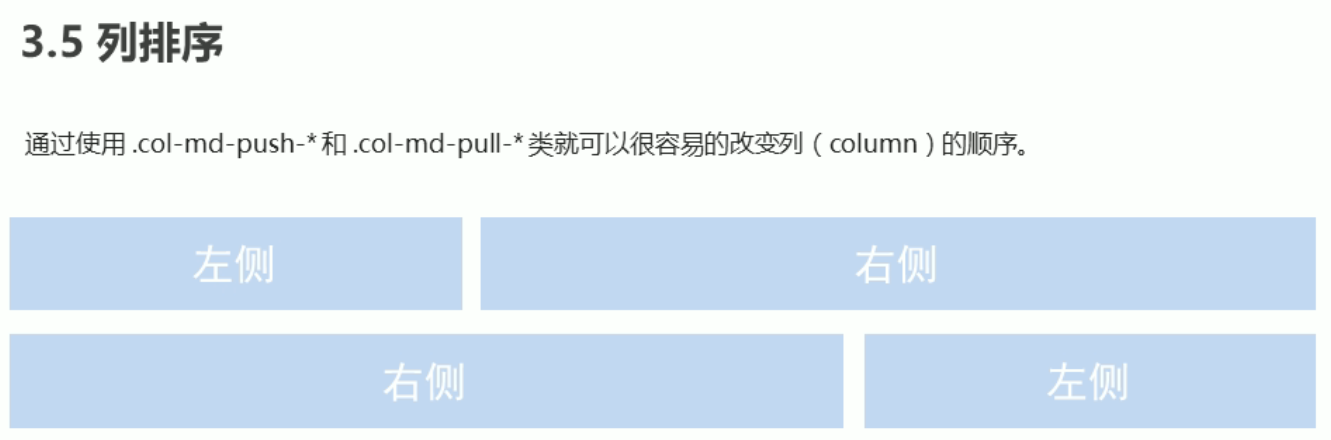 3.5 列排序
通过使用 .col-md-push-* 和 .col-md-pull-* 类就可以很容易的改变列（column）的顺序。
左侧 右侧
右侧 左侧